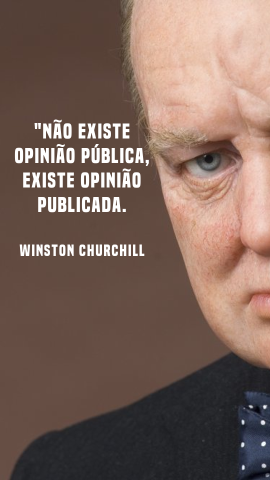 "NÃO EXISTE
OPINIÃO PÚBLICA,
EXISTE OPINIÃO
PUBLICADA.
WINSTON CHURCHILL